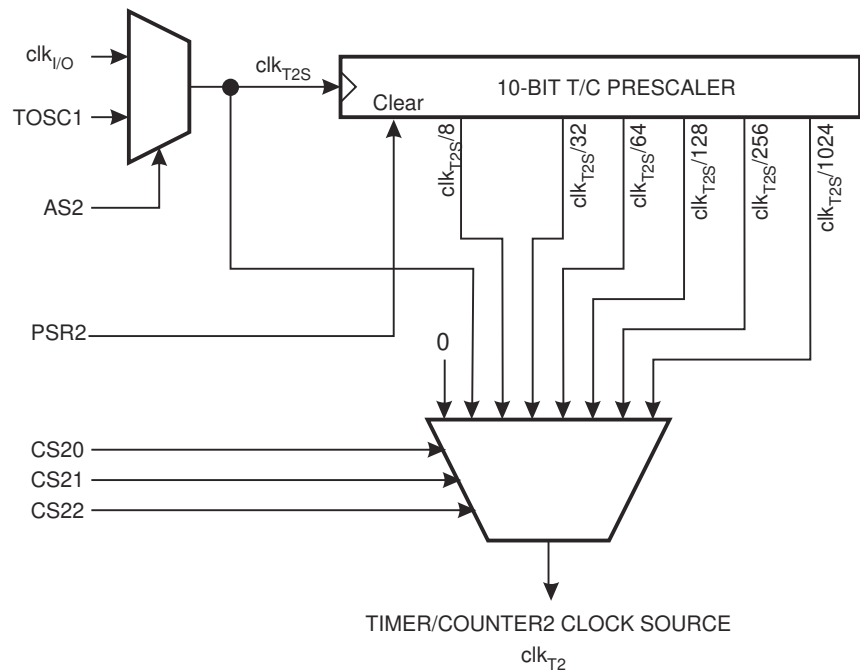 clkI/O
clkT2S
10-BIT T/C PRESCALER
TOSC1
Clear
clkT2S/8
clkT2S/32
clkT2S/64
clkT2S/128
clkT2S/256
clkT2S/1024
AS2
PSR2
0
CS20
CS21
CS22
TIMER/COUNTER2 CLOCK SOURCE
clkT2